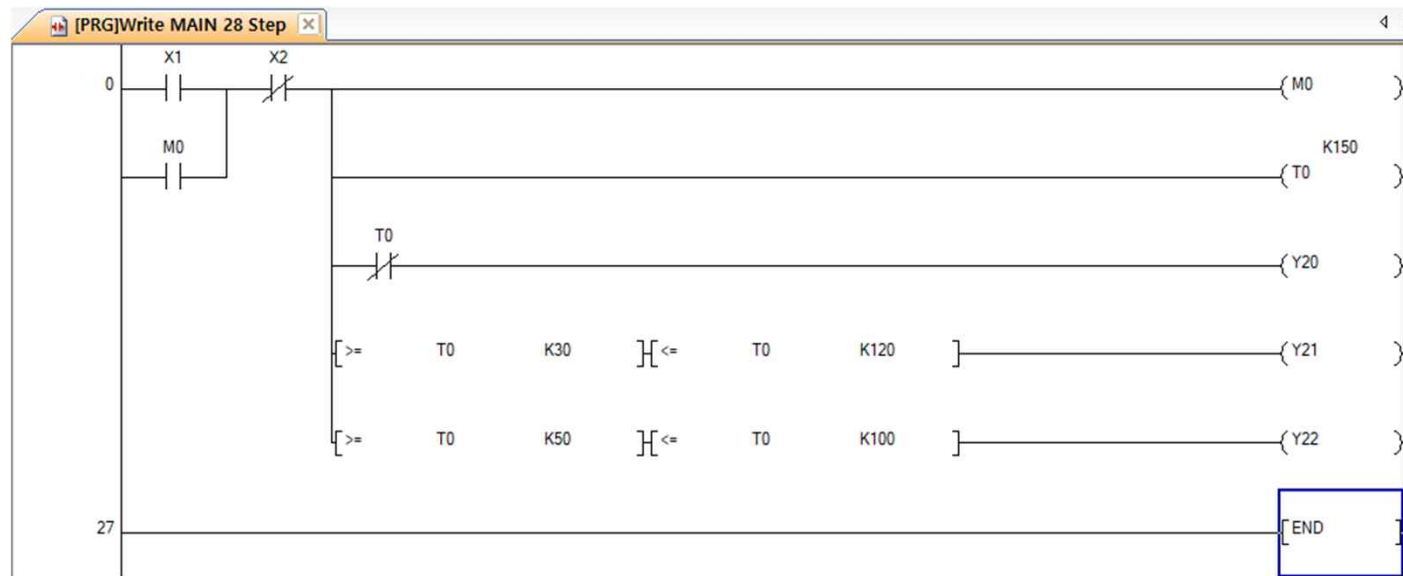 [PRG]Write MAIN 28 Step
X1 X2
0 M0
M0 K150
T0
T0
Y20
>= T0 K30 <= T0 K120 Y21
>= T0 K50 <= T0 K100 Y22
27 END